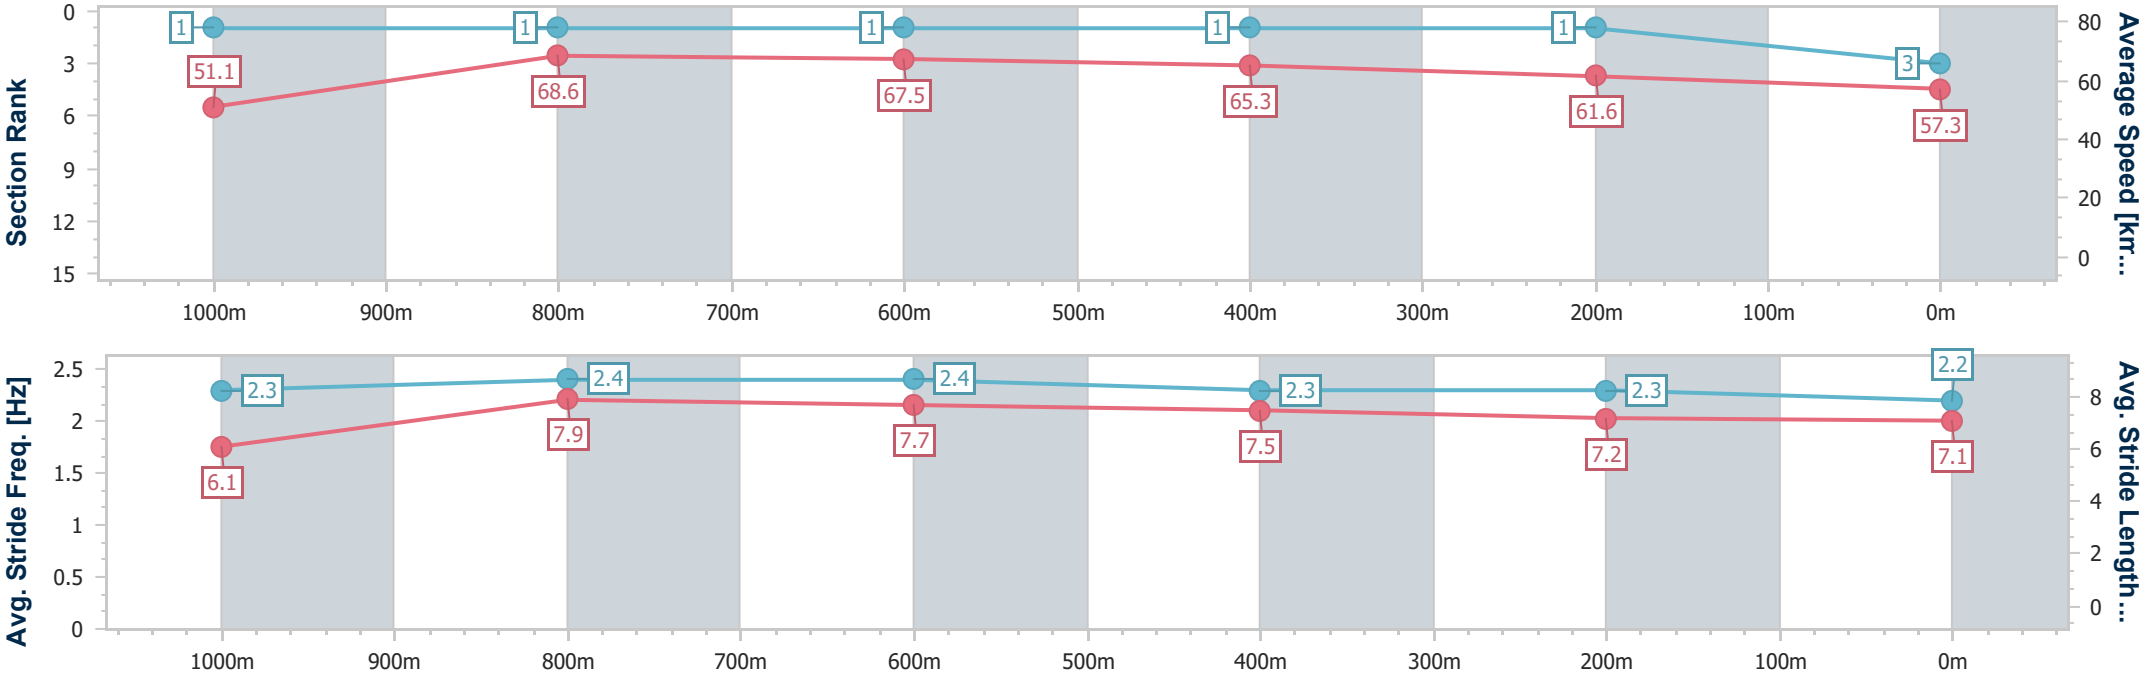 Section Rank
0
3
6
9
12
15
1 1 1 1 1 3
51.1 68.6 67.5 65.3 61.6 57.3
80
60
40
20
0
Average Speed [km...
1000m 900m 800m 700m 600m 500m 400m 300m 200m 100m 0m
Avg. Stride Freq. [Hz]
2.5
2
1.5
1
0.5
0
2.3 2.4 2.4 2.3 2.3 2.2
6.1 7.9 7.7 7.5 7.2 7.1
8
6
4
2
0
Avg. Stride Length...
1000m 900m 800m 700m 600m 500m 400m 300m 200m 100m 0m